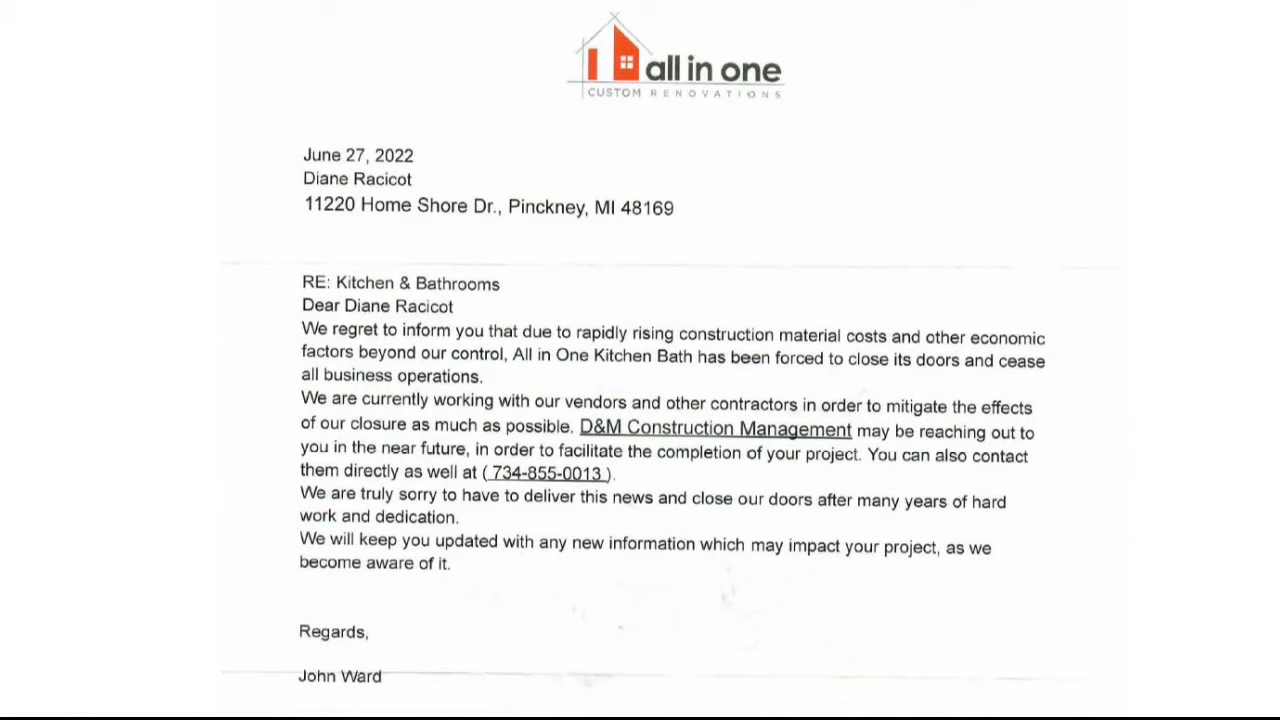 all in one
CUSTOM RENOVATIONS
June 27, 2022
Diane Racicot
11220 Home Shore Dr., Pinckney, MI 48169
RE: Kitchen & Bathrooms
Dear Diane Racicot
We regret to inform you that due to rapidly rising construction material costs and other economic
factors beyond our control, All in One Kitchen Bath has been forced to close its doors and cease
all business operations.
We are currently working with our vendors and other contractors in order to mitigate the effects
of our closure as much as possible. D&M Construction Management may be reaching out to
you in the near future, in order to facilitate the completion of your project. You can also contact
them directly as well at ( 734-855-0013 ).
We are truly sorry to have to deliver this news and close our doors after many years of hard
work and dedication.
We will keep you updated with any new information which may impact your project, as we
become aware of it.
Regards,
John Ward